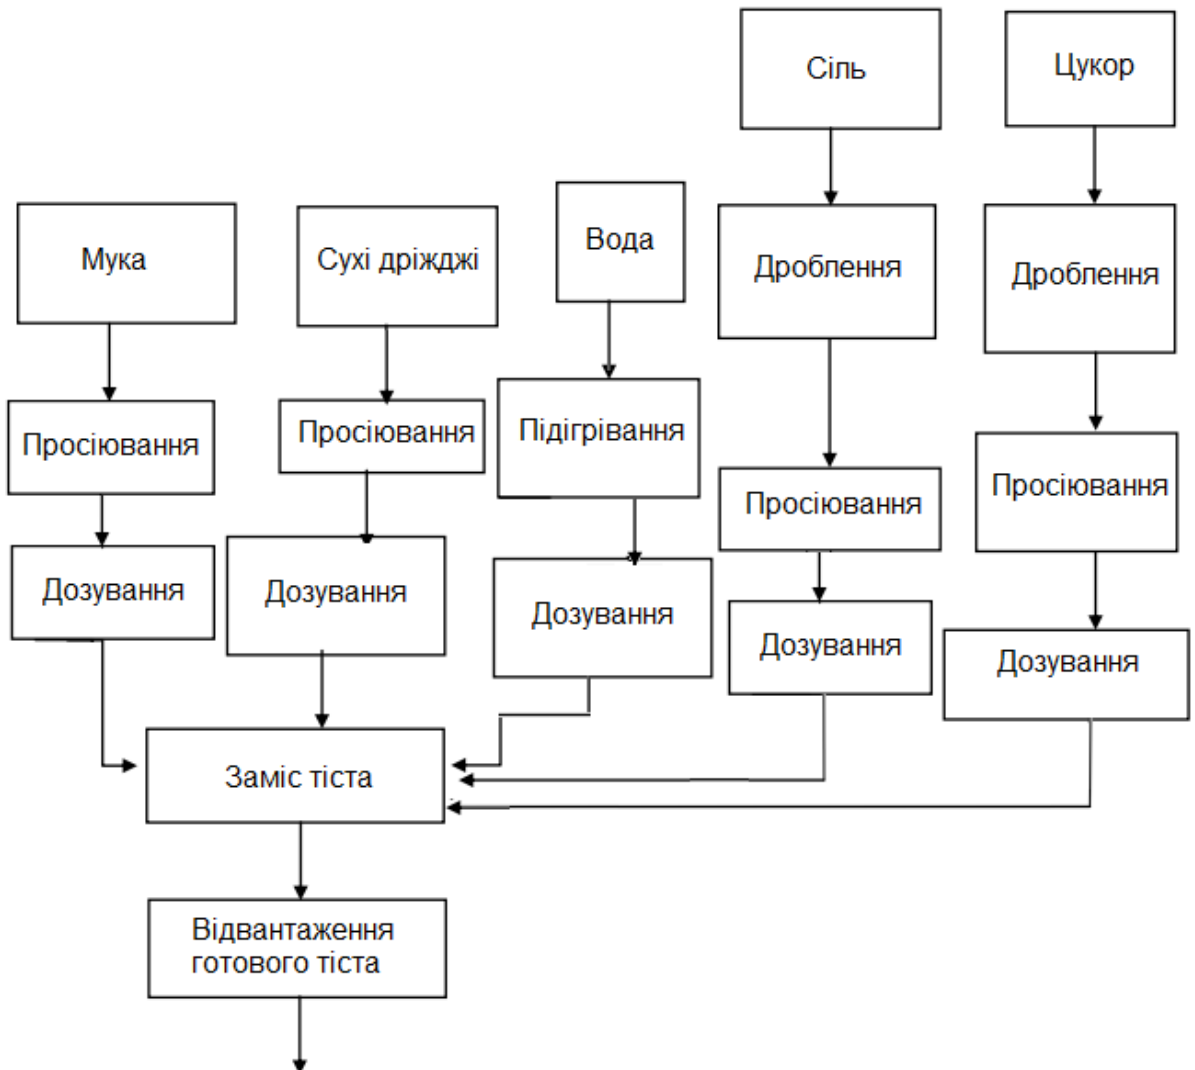 Сіль
Цукор
Мука
Сухі дріжджі
Вода
Дроблення
Дроблення
Просіювання
Просіювання
Підігрівання
Просіювання
Просіювання
Дозування
Дозування
Дозування
Дозування
Дозування
Заміс тіста
Відвантаження
готового тіста